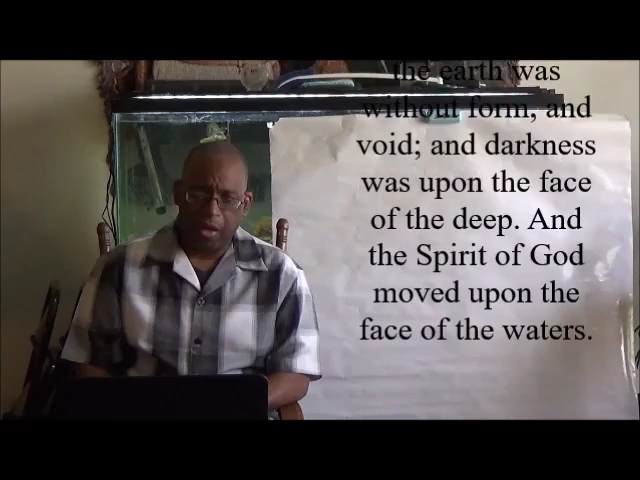 the earth was
without form, and
void; and darkness
was upon the face
of the deep. And
the Spirit of God
moved upon the
face of the waters.